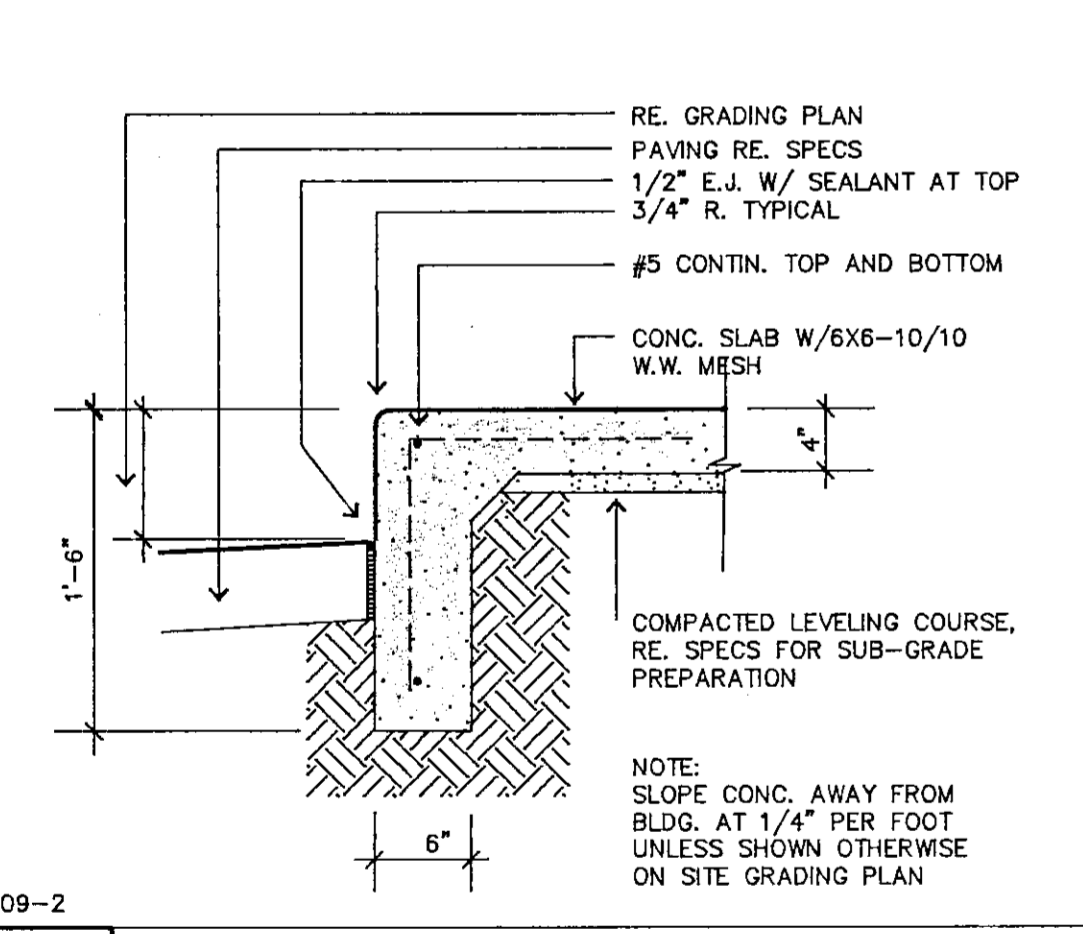 RE. GRADING PLAN
PAVING RE. SPECS
1/2" E.J. W/ SEALANT AT TOP
3/4" R. TYPICAL
#5 CONTIN. TOP AND BOTTOM
CONC. SLAB W/6X6-10/10
W.W. MESH
4"
1'-6"
COMPACTED LEVELING COURSE,
RE. SPECS FOR SUB-GRADE
PREPARATION
NOTE:
SLOPE CONC. AWAY FROM
BLDG. AT 1/4" PER FOOT
UNLESS SHOWN OTHERWISE
ON SITE GRADING PLAN
6"
09-2